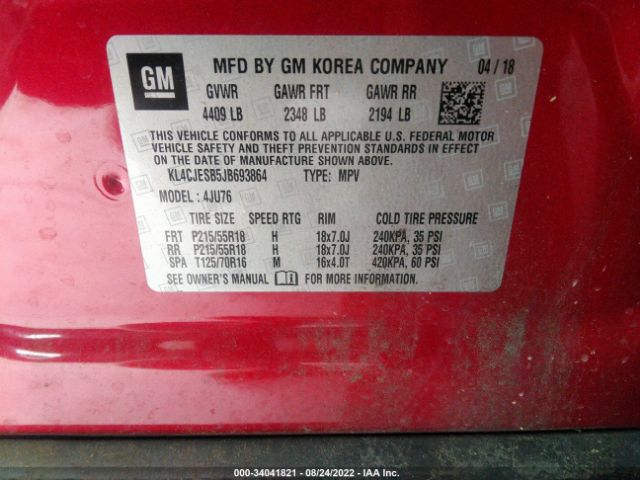 GM
MFD BY GM KOREA COMPANY 04 / 18
GVWR GAWR FRT GAWR RR
4409 LB 2348 LB 2194 LB
THIS VEHICLE CONFORMS TO ALL APPLICABLE U.S. FEDERAL MOTOR
VEHICLE SAFETY AND THEFT PREVENTION STANDARDS IN
EFFECT ON THE DATE OF MANUFACTURE SHOWN ABOVE.
KL4CJESB5JB693864 TYPE: MPV
MODEL : 4JU76
TIRE SIZE SPEED RTG RIM COLD TIRE PRESSURE
FRT P215/55R18 H 18x7.0J 240KPA, 35 PSI
RR P215/55R18 H 18x7.0J 240KPA, 35 PSI
SPA T125/70R16 M 16x4.0T 420KPA, 60 PSI
SEE OWNER'S MANUAL FOR MORE INFORMATION
000-34041821 - 08/24/2022 - IAA Inc.